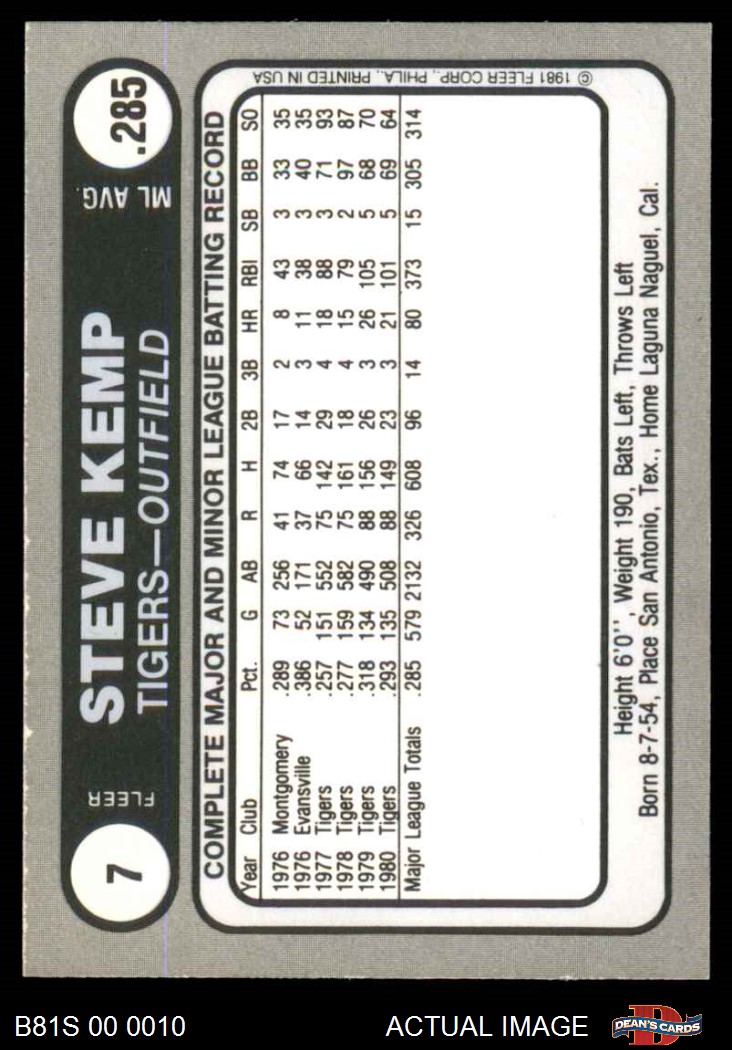 7
FLEER
STEVE KEMP
TIGERS—OUTFIELD
ML AVG.
.285
COMPLETE MAJOR AND MINOR LEAGUE BATTING RECORD
Year Club Pct. G AB R H 2B 3B HR RBI SB BB SO
1976 Montgomery .289 73 256 41 74 17 2 8 43 3 33 35
1976 Evansville .386 52 171 37 66 14 3 11 38 3 40 35
1977 Tigers .257 151 552 75 142 29 4 18 88 3 71 93
1978 Tigers .277 159 582 75 161 18 4 15 79 2 97 87
1979 Tigers .318 134 490 88 156 26 3 26 105 5 68 70
1980 Tigers .293 135 508 88 149 23 3 21 101 5 69 64
Major League Totals .285 579 2132 326 608 96 14 80 373 15 305 314
© 1981 FLEER CORP., PHILA., PRINTED IN USA
Height 6'0'', Weight 190, Bats Left, Throws Left
Born 8-7-54, Place San Antonio, Tex., Home Laguna Naguel, Cal.
B81S 00 0010
ACTUAL IMAGE
D
DEAN'S CARDS